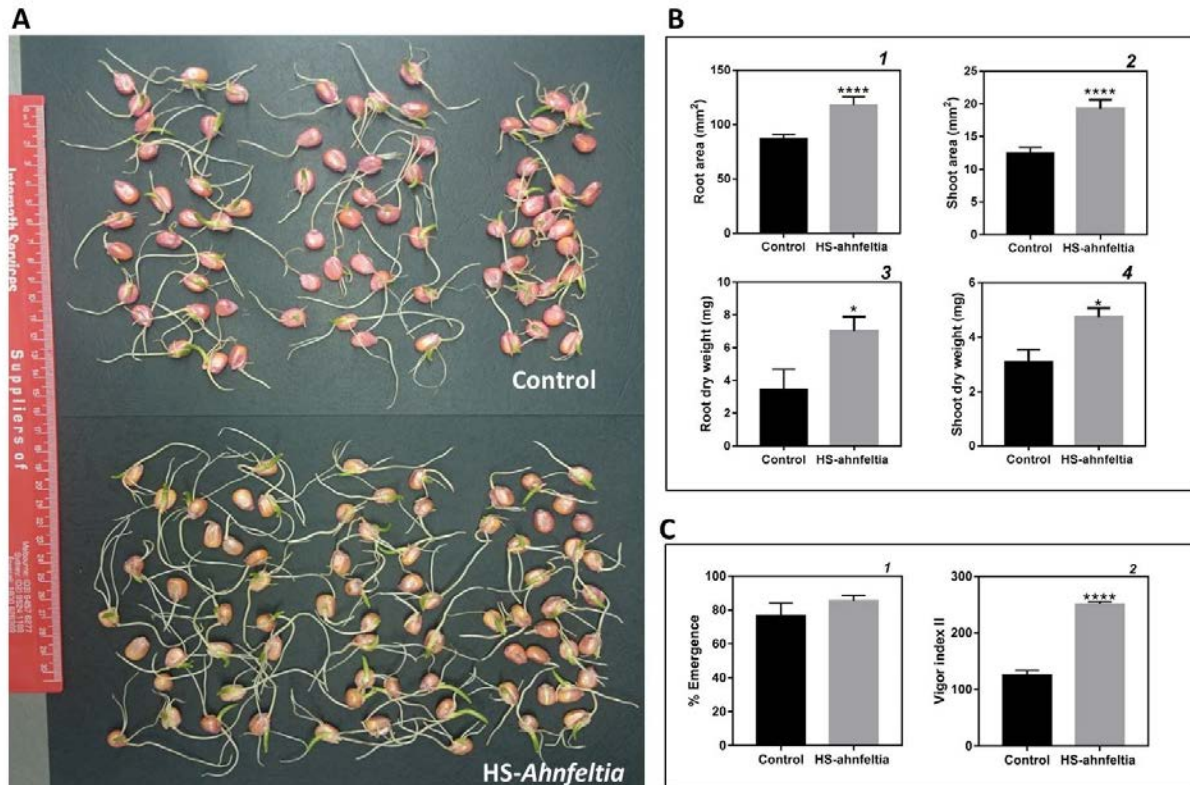 A
Integrath Services
Suppliers of
Control
HS-Ahnfeltia
B
1
Root area (mm²)
150
100
50
0
****
Control HS-ahnfeltia
2
Shoot area (mm²)
25
20
15
10
5
0
****
Control HS-ahnfeltia
3
Root dry weight (mg)
10
8
6
4
2
0
*
Control HS-ahnfeltia
4
Shoot dry weight (mg)
6
4
2
0
*
Control HS-ahnfeltia
C
1
% Emergence
100
80
60
40
20
0
Control HS-ahnfeltia
2
Vigor index II
300
200
100
0
****
Control HS-ahnfeltia